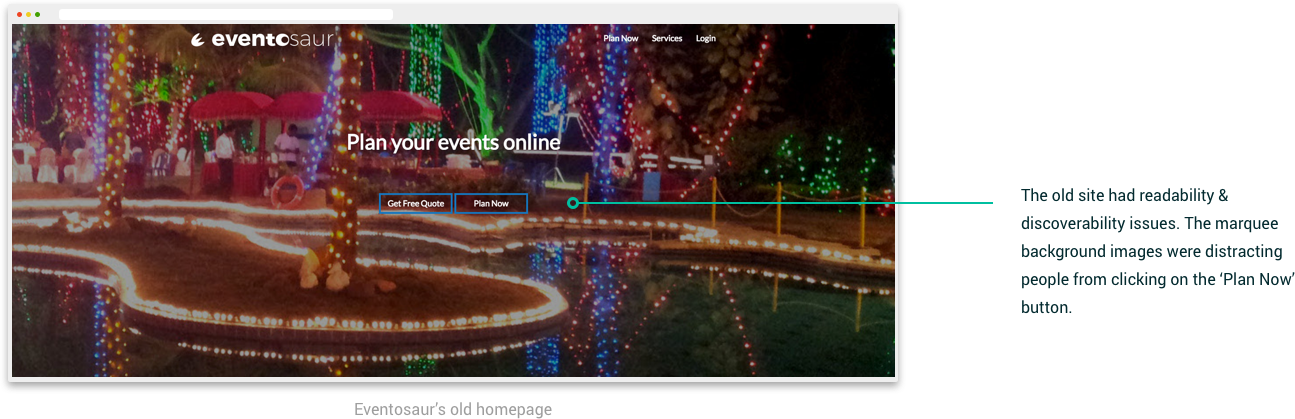 eventosaur
Plan Now Services Login
Plan your events online
Get Free Quote Plan Now
The old site had readability &
discoverability issues. The marquee
background images were distracting
people from clicking on the ‘Plan Now’
button.
Eventosaur’s old homepage